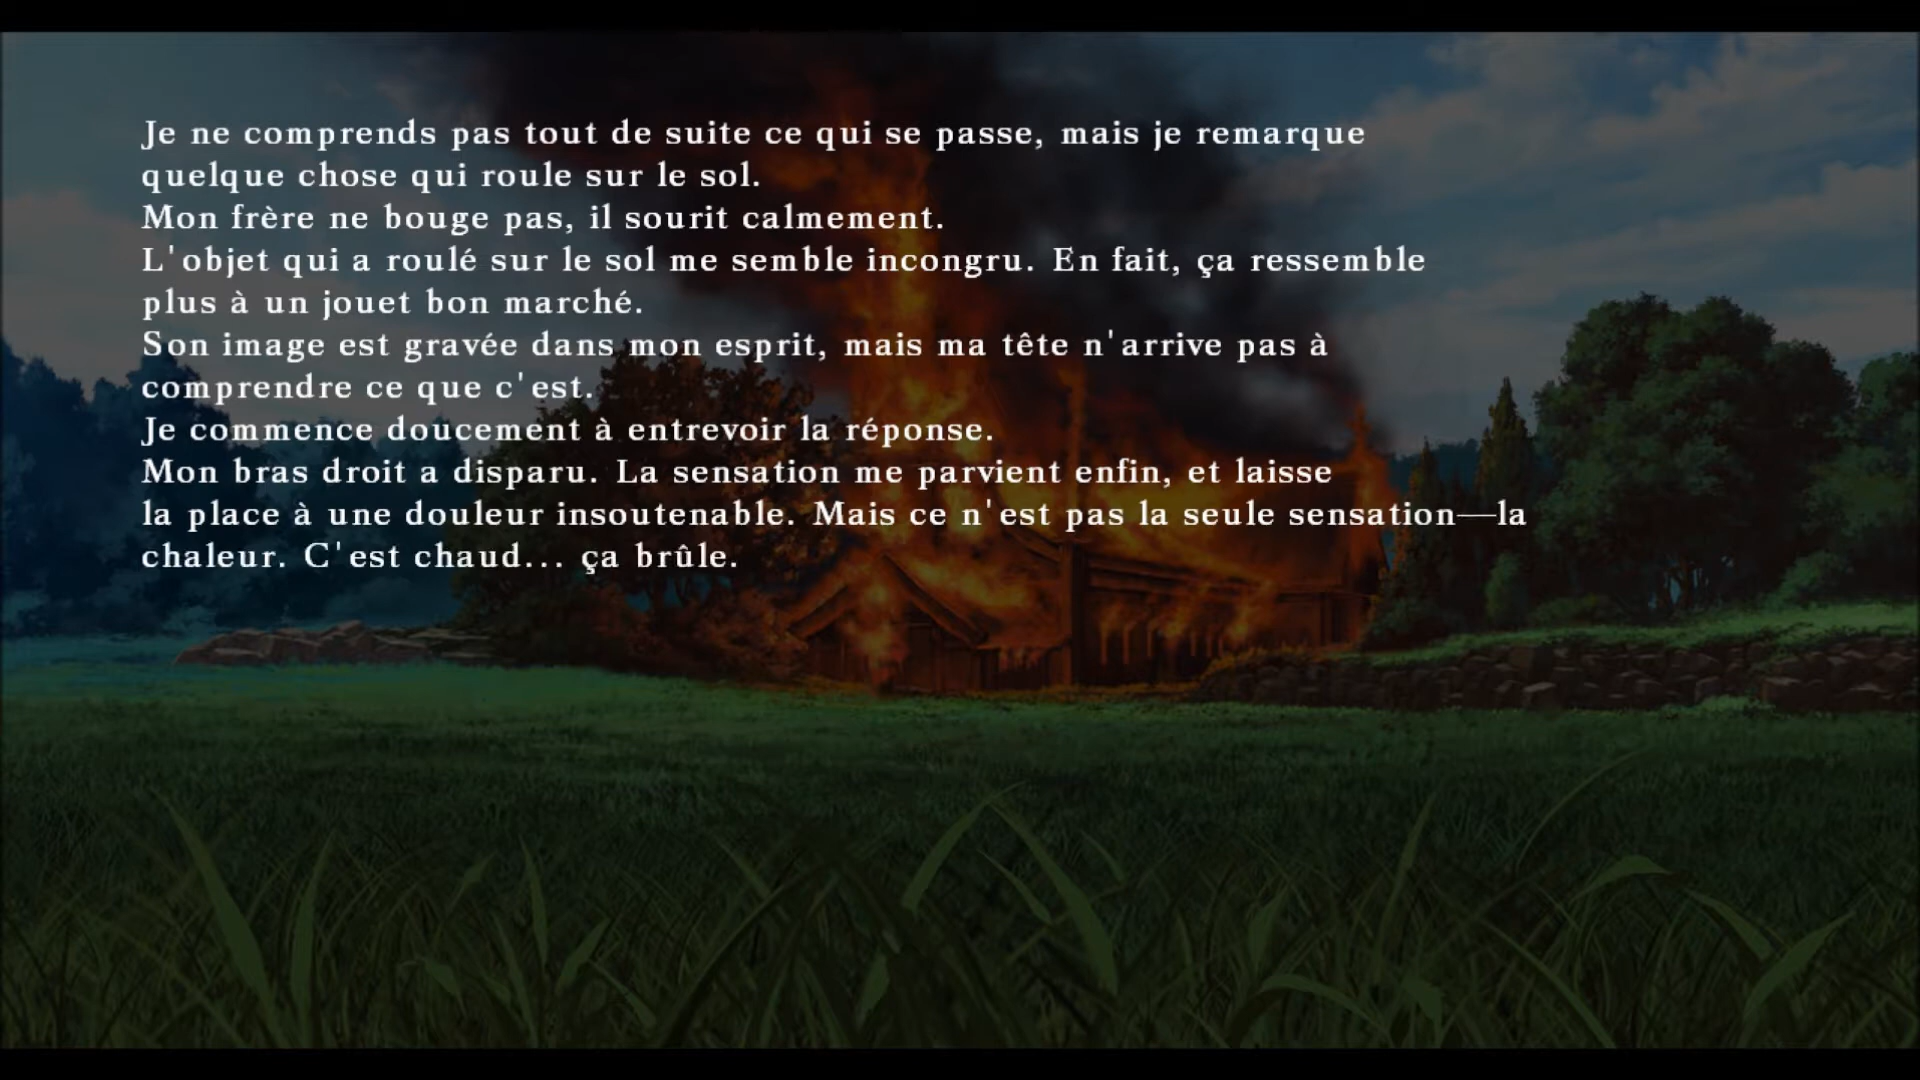 Je ne comprends pas tout de suite ce qui se passe, mais je remarque
quelque chose qui roule sur le sol.
Mon frère ne bouge pas, il sourit calmement.
L'objet qui a roulé sur le sol me semble incongru. En fait, ça ressemble
plus à un jouet bon marché.
Son image est gravée dans mon esprit, mais ma tête n'arrive pas à
comprendre ce que c'est.
Je commence doucement à entrevoir la réponse.
Mon bras droit a disparu. La sensation me parvient enfin, et laisse
la place à une douleur insoutenable. Mais ce n'est pas la seule sensation—la
chaleur. C'est chaud... ça brûle.